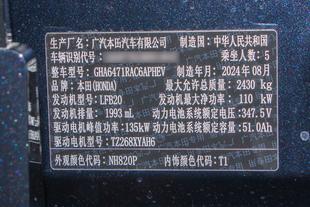 生产厂名：广汽本田汽车有限公司 制造国：中华人民共和国
车辆识别代号：
整车型号：GHA6471RAC6APHEV 制造年月：2024年08月
品牌：本田(HONDA) 最大允许总质量：2430 kg
发动机型号：LFB20 发动机最大净功率：110 kW
发动机排量：1993 mL 动力电池系统额定电压：347.5V
驱动电机峰值功率：135kW 动力电池系统额定容量：51.0Ah
驱动电机型号：TZ268XYAH6
外观颜色代码：NH820P 内饰颜色代码：T1